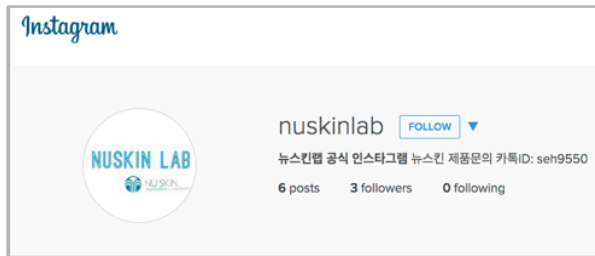 Instagram
nuskinlab FOLLOW
뉴스킨랩 공식 인스타그램 뉴스킨 제품문의 카톡ID: seh9550
NUSKIN LAB
NU SKIN
6 posts 3 followers 0 following